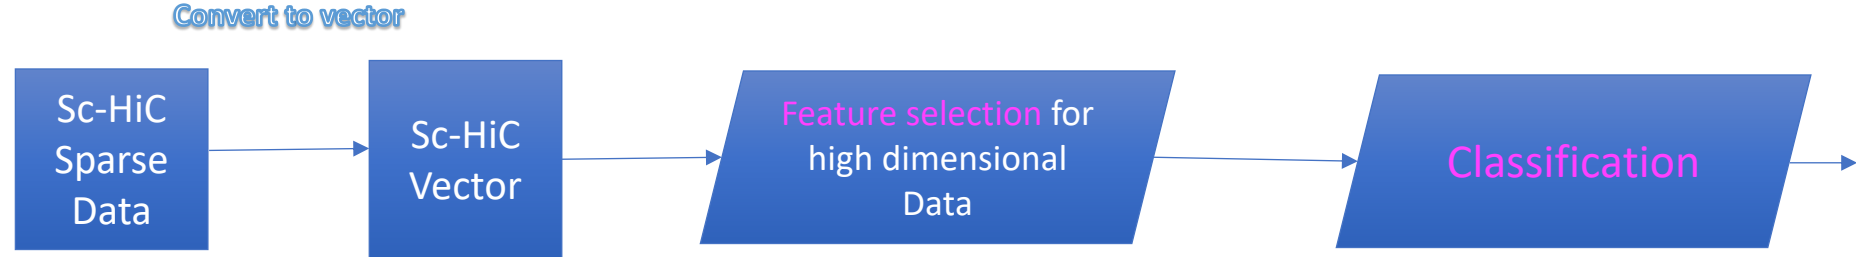 Convert to vector
Sc-HiC
Sparse
Data
Sc-HiC
Vector
Feature selection for
high dimensional
Data
Classification